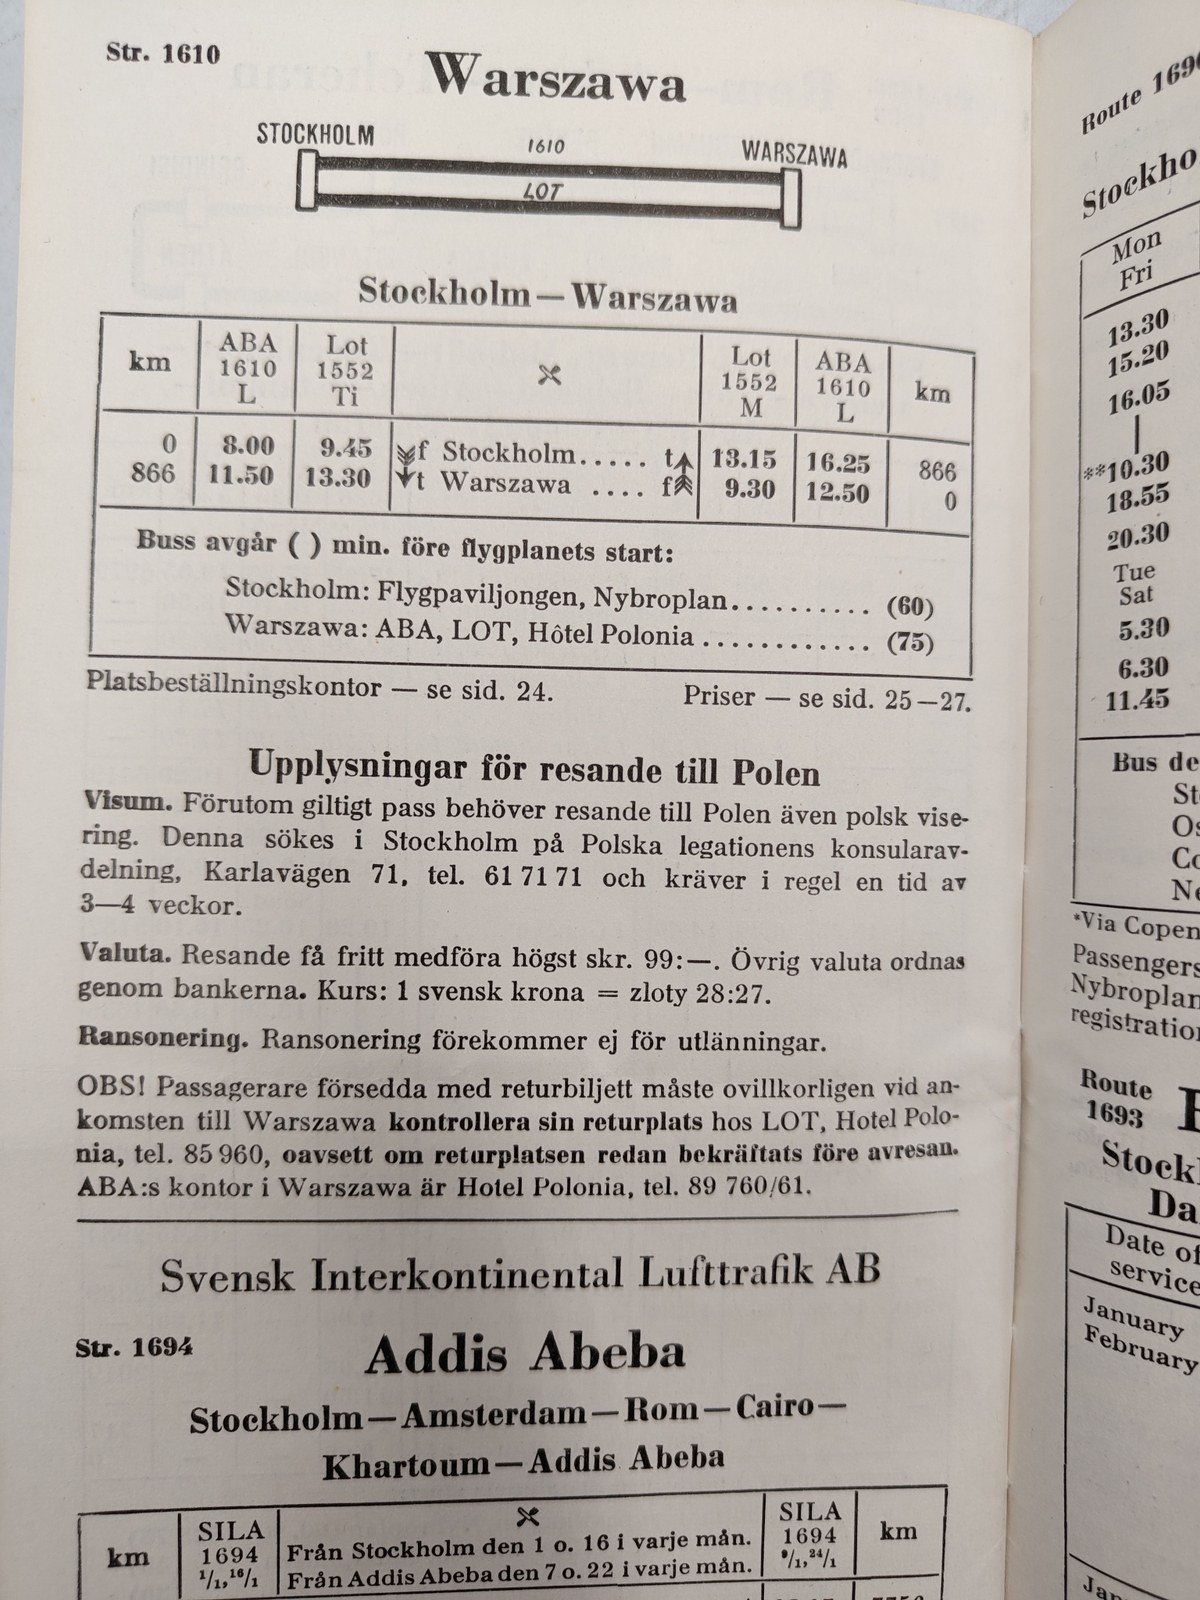 Str. 1610
Warszawa
STOCKHOLM 1610 WARSZAWA
LOT
Stockholm—Warszawa
km ABA 1610 L Lot 1552 Ti Lot 1552 M ABA 1610 L km
0 8.00 9.45 f Stockholm..... t 13.15 16.25 866
866 11.50 13.30 t Warszawa .... f 9.30 12.50 0
Buss avgår ( ) min. före flygplanets start:
Stockholm: Flygpaviljongen, Nybroplan.......... (60)
Warszawa: ABA, LOT, Hôtel Polonia ............ (75)
Platsbeställningskontor — se sid. 24. Priser — se sid. 25—27.
Upplysningar för resande till Polen
Visum. Förutom giltigt pass behöver resande till Polen även polsk vise-
ring. Denna sökes i Stockholm på Polska legationens konsularav-
delning, Karlavägen 71, tel. 61 71 71 och kräver i regel en tid av
3—4 veckor.
Valuta. Resande få fritt medföra högst skr. 99:—. Övrig valuta ordnas
genom bankerna. Kurs: 1 svensk krona = zloty 28:27.
Ransonering. Ransonering förekommer ej för utlänningar.
OBS! Passagerare försedda med returbiljett måste ovillkorligen vid an-
komsten till Warszawa kontrollera sin returplats hos LOT, Hotel Polo-
nia, tel. 85 960, oavsett om returplatsen redan bekräftats före avresan.
ABA:s kontor i Warszawa är Hotel Polonia, tel. 89 760/61.
Svensk Interkontinental Lufttrafik AB
Str. 1694
Addis Abeba
Stockholm—Amsterdam—Rom—Cairo—
Khartoum—Addis Abeba
km SILA 1694 1/1, 16/1 SILA 1694 9/1, 24/1 km
Från Stockholm den 1 o. 16 i varje mån.
Från Addis Abeba den 7 o. 22 i varje mån.
Route
Mon
Fri
13.30
15.20
16.05
**10.30
18.55
20.30
Tue
Sat
5.30
6.30
11.45
Bus
*Via
Passengers
Route
1693
Date of
service
January
February